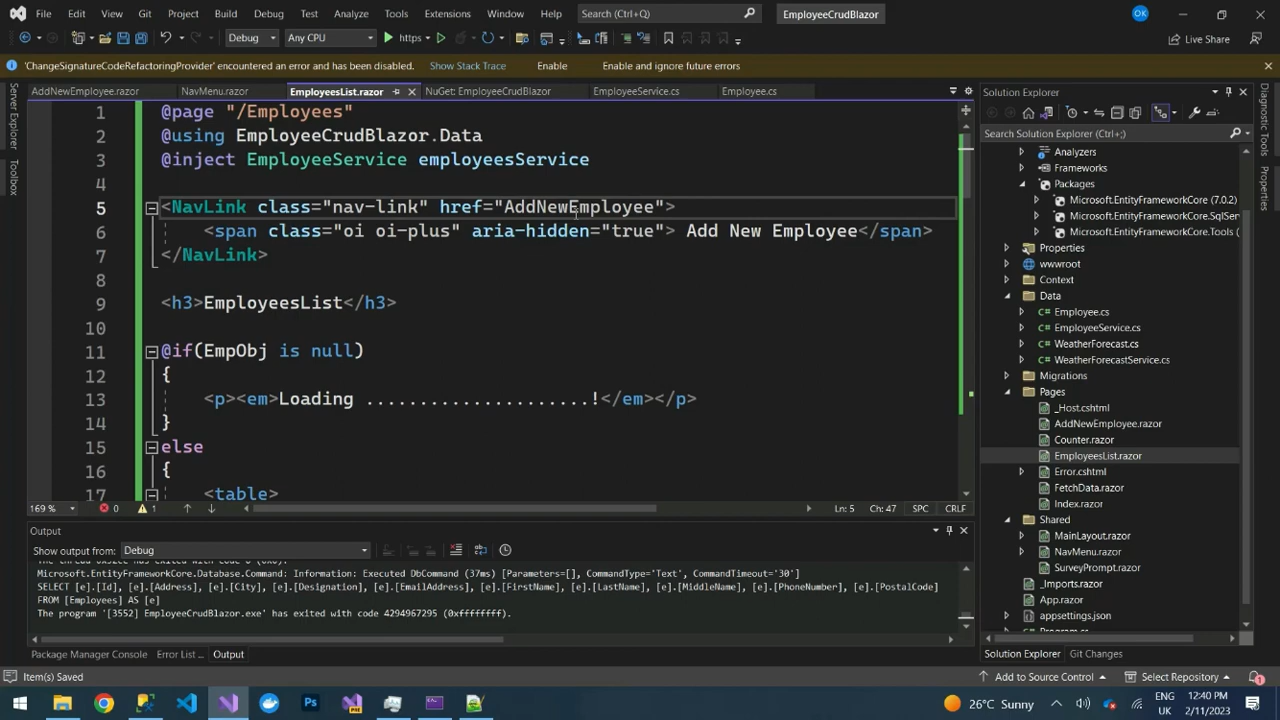 File Edit View Git Project Build Debug Test Analyze Tools Extensions Window Help Search (Ctrl+;) EmployeeCrudBlazor OK
Debug Any CPU https Live Share
'ChangeSignatureCodeRefactoringProvider' encountered an error and has been disabled. Show Stack Trace Enable Enable and ignore future errors
Server Explorer
Toolbox
AddNewEmployee.razor NavMenu.razor EmployeesList.razor NuGet: EmployeeCrudBlazor EmployeeService.cs Employee.cs
1 @page "/Employees"
2 @using EmployeeCrudBlazor.Data
3 @inject EmployeeService employeesService
4
5 <NavLink class="nav-link" href="AddNewEmployee">
6 <span class="oi oi-plus" aria-hidden="true"> Add New Employee</span>
7 </NavLink>
8
9 <h3>EmployeesList</h3>
10
11 @if(EmpObj is null)
12 {
13 <p><em>Loading .....................!</em></p>
14 }
15 else
16 {
17 <table>
169 % 0 1 Ln: 5 Ch: 47 SPC CRLF
Output
Show output from: Debug
Microsoft.EntityFrameworkCore.Database.Command: Information: Executed DbCommand (37ms) [Parameters=[], CommandType='Text', CommandTimeout='30']
SELECT [e].[Id], [e].[Address], [e].[City], [e].[Designation], [e].[EmailAddress], [e].[FirstName], [e].[LastName], [e].[MiddleName], [e].[PhoneNumber], [e].[PostalCode]
FROM [Employees] AS [e]
The program '[3552] EmployeeCrudBlazor.exe' has exited with code 4294967295 (0xffffffff).
Package Manager Console Error List ... Output
Solution Explorer
Search Solution Explorer (Ctrl+;)
Analyzers
Frameworks
Packages
Microsoft.EntityFrameworkCore (7.0.2)
Microsoft.EntityFrameworkCore.SqlSer
Microsoft.EntityFrameworkCore.Tools (
Properties
wwwroot
Context
Data
Employee.cs
EmployeeService.cs
WeatherForecast.cs
WeatherForecastService.cs
Migrations
Pages
_Host.cshtml
AddNewEmployee.razor
Counter.razor
EmployeesList.razor
Error.cshtml
FetchData.razor
Index.razor
Shared
MainLayout.razor
NavMenu.razor
SurveyPrompt.razor
_Imports.razor
App.razor
appsettings.json
Solution Explorer Git Changes
Diagnostic Tools
Properties
Item(s) Saved Add to Source Control Select Repository 1
Ps 26°C Sunny ENG UK 12:40 PM 2/11/2023